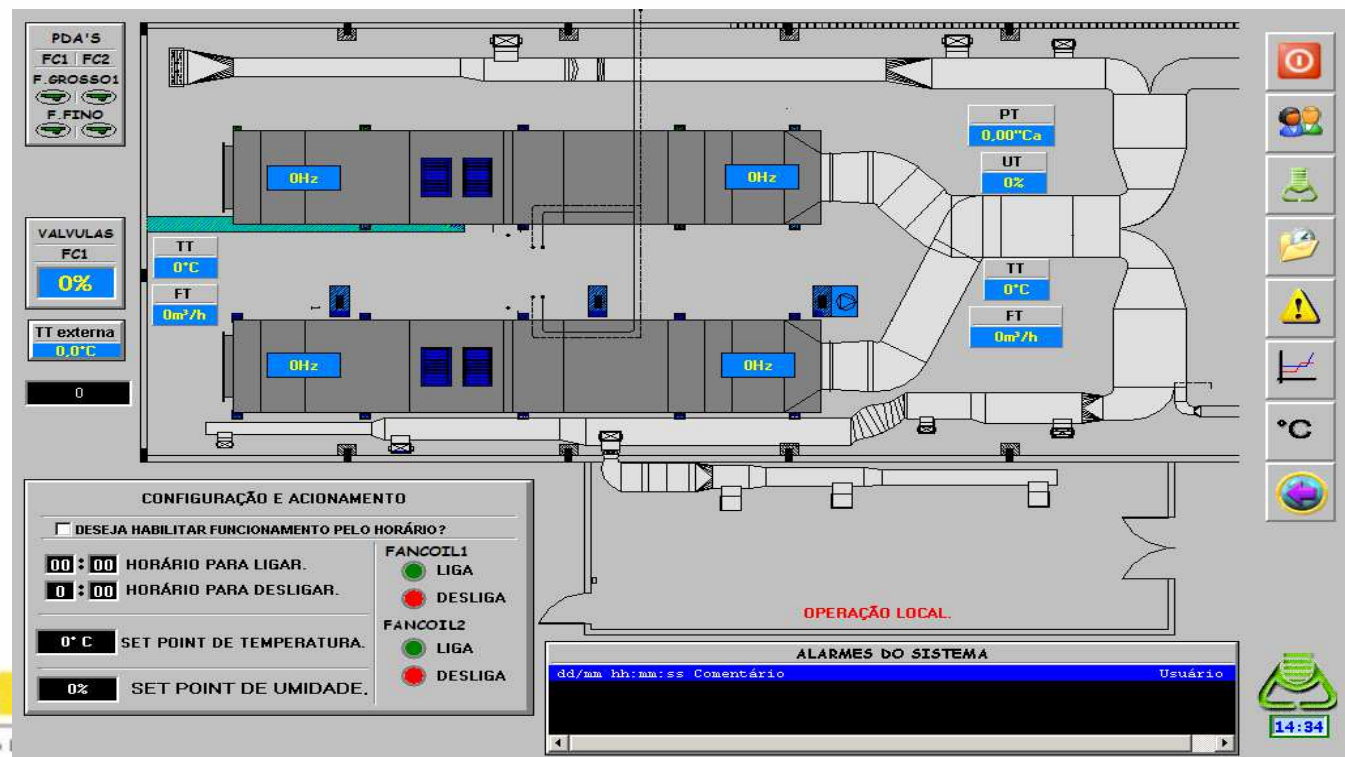 PDA'S
FC1 FC2
F.GROSSO1
F.FINO
VALVULAS
FC1
0%
TT externa
0,0°C
0
0Hz
0Hz
PT
0,00"Ca
UT
0%
TT
0°C
FT
0m³/h
TT
0°C
FT
0m³/h
0Hz
0Hz
°C
CONFIGURAÇÃO E ACIONAMENTO
DESEJA HABILITAR FUNCIONAMENTO PELO HORÁRIO?
00:00 HORÁRIO PARA LIGAR.
0:00 HORÁRIO PARA DESLIGAR.
0° C SET POINT DE TEMPERATURA.
0% SET POINT DE UMIDADE.
FANCOIL1
LIGA
DESLIGA
FANCOIL2
LIGA
DESLIGA
OPERAÇÃO LOCAL.
ALARMES DO SISTEMA
dd/mm hh:mm:ss Comentário Usuário
14:34